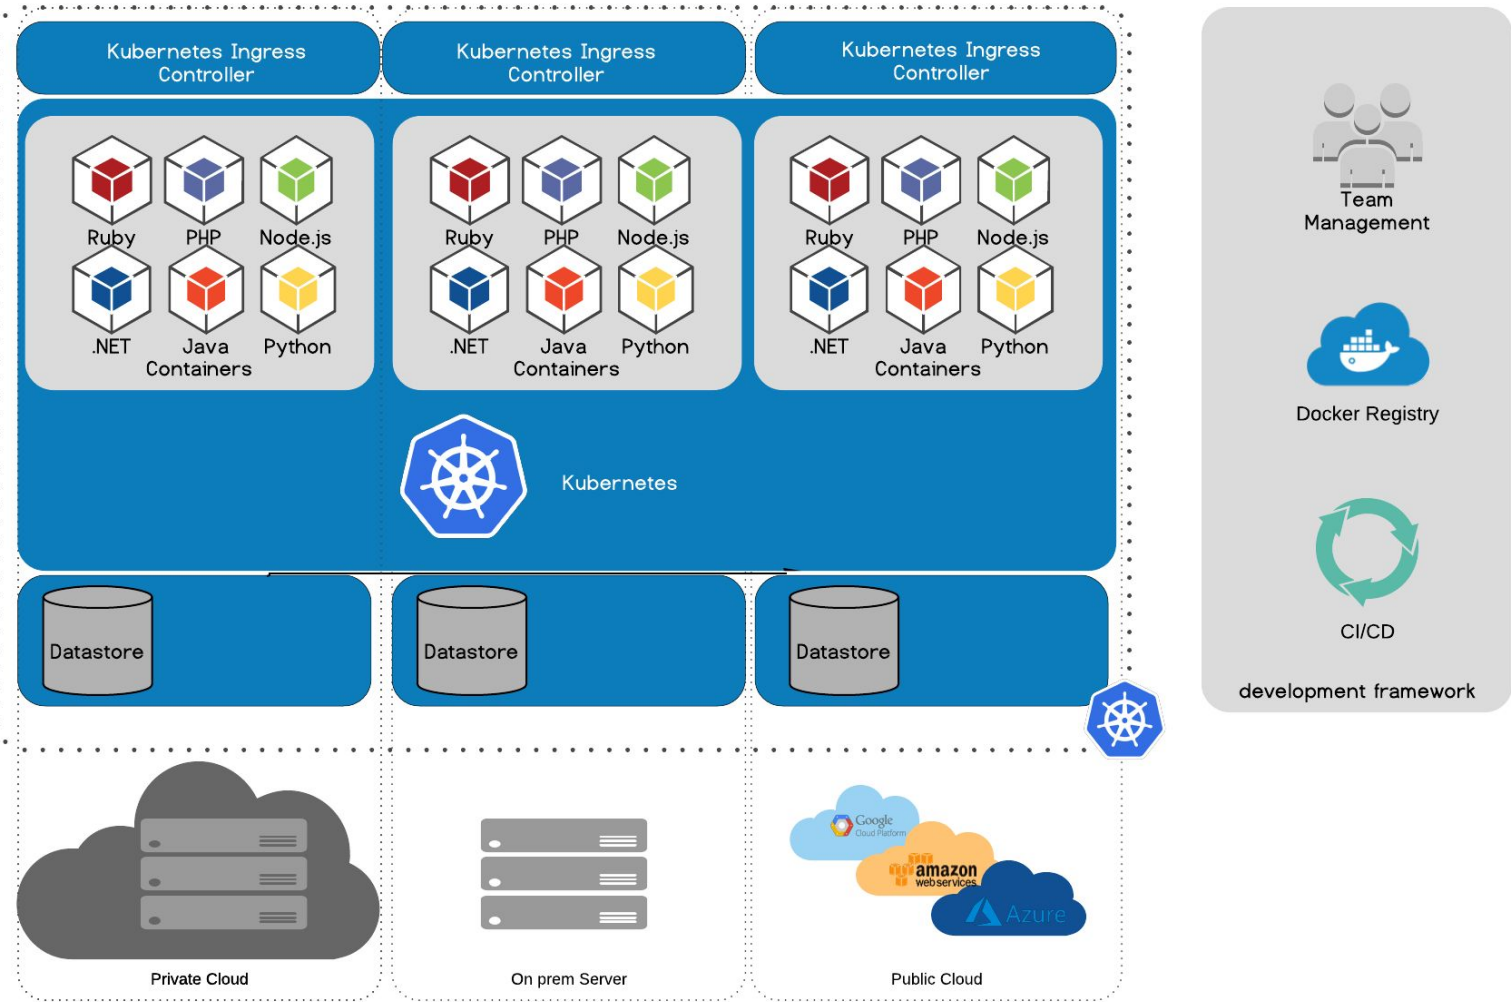 Kubernetes Ingress
Controller
Kubernetes Ingress
Controller
Kubernetes Ingress
Controller
Ruby PHP Node.js
.NET Java Python
Containers
Ruby PHP Node.js
.NET Java Python
Containers
Ruby PHP Node.js
.NET Java Python
Containers
Kubernetes
Datastore
Datastore
Datastore
Private Cloud
On prem Server
Google
Cloud Platform
amazon
webservices
Azure
Public Cloud
Team
Management
Docker Registry
CI/CD
development framework